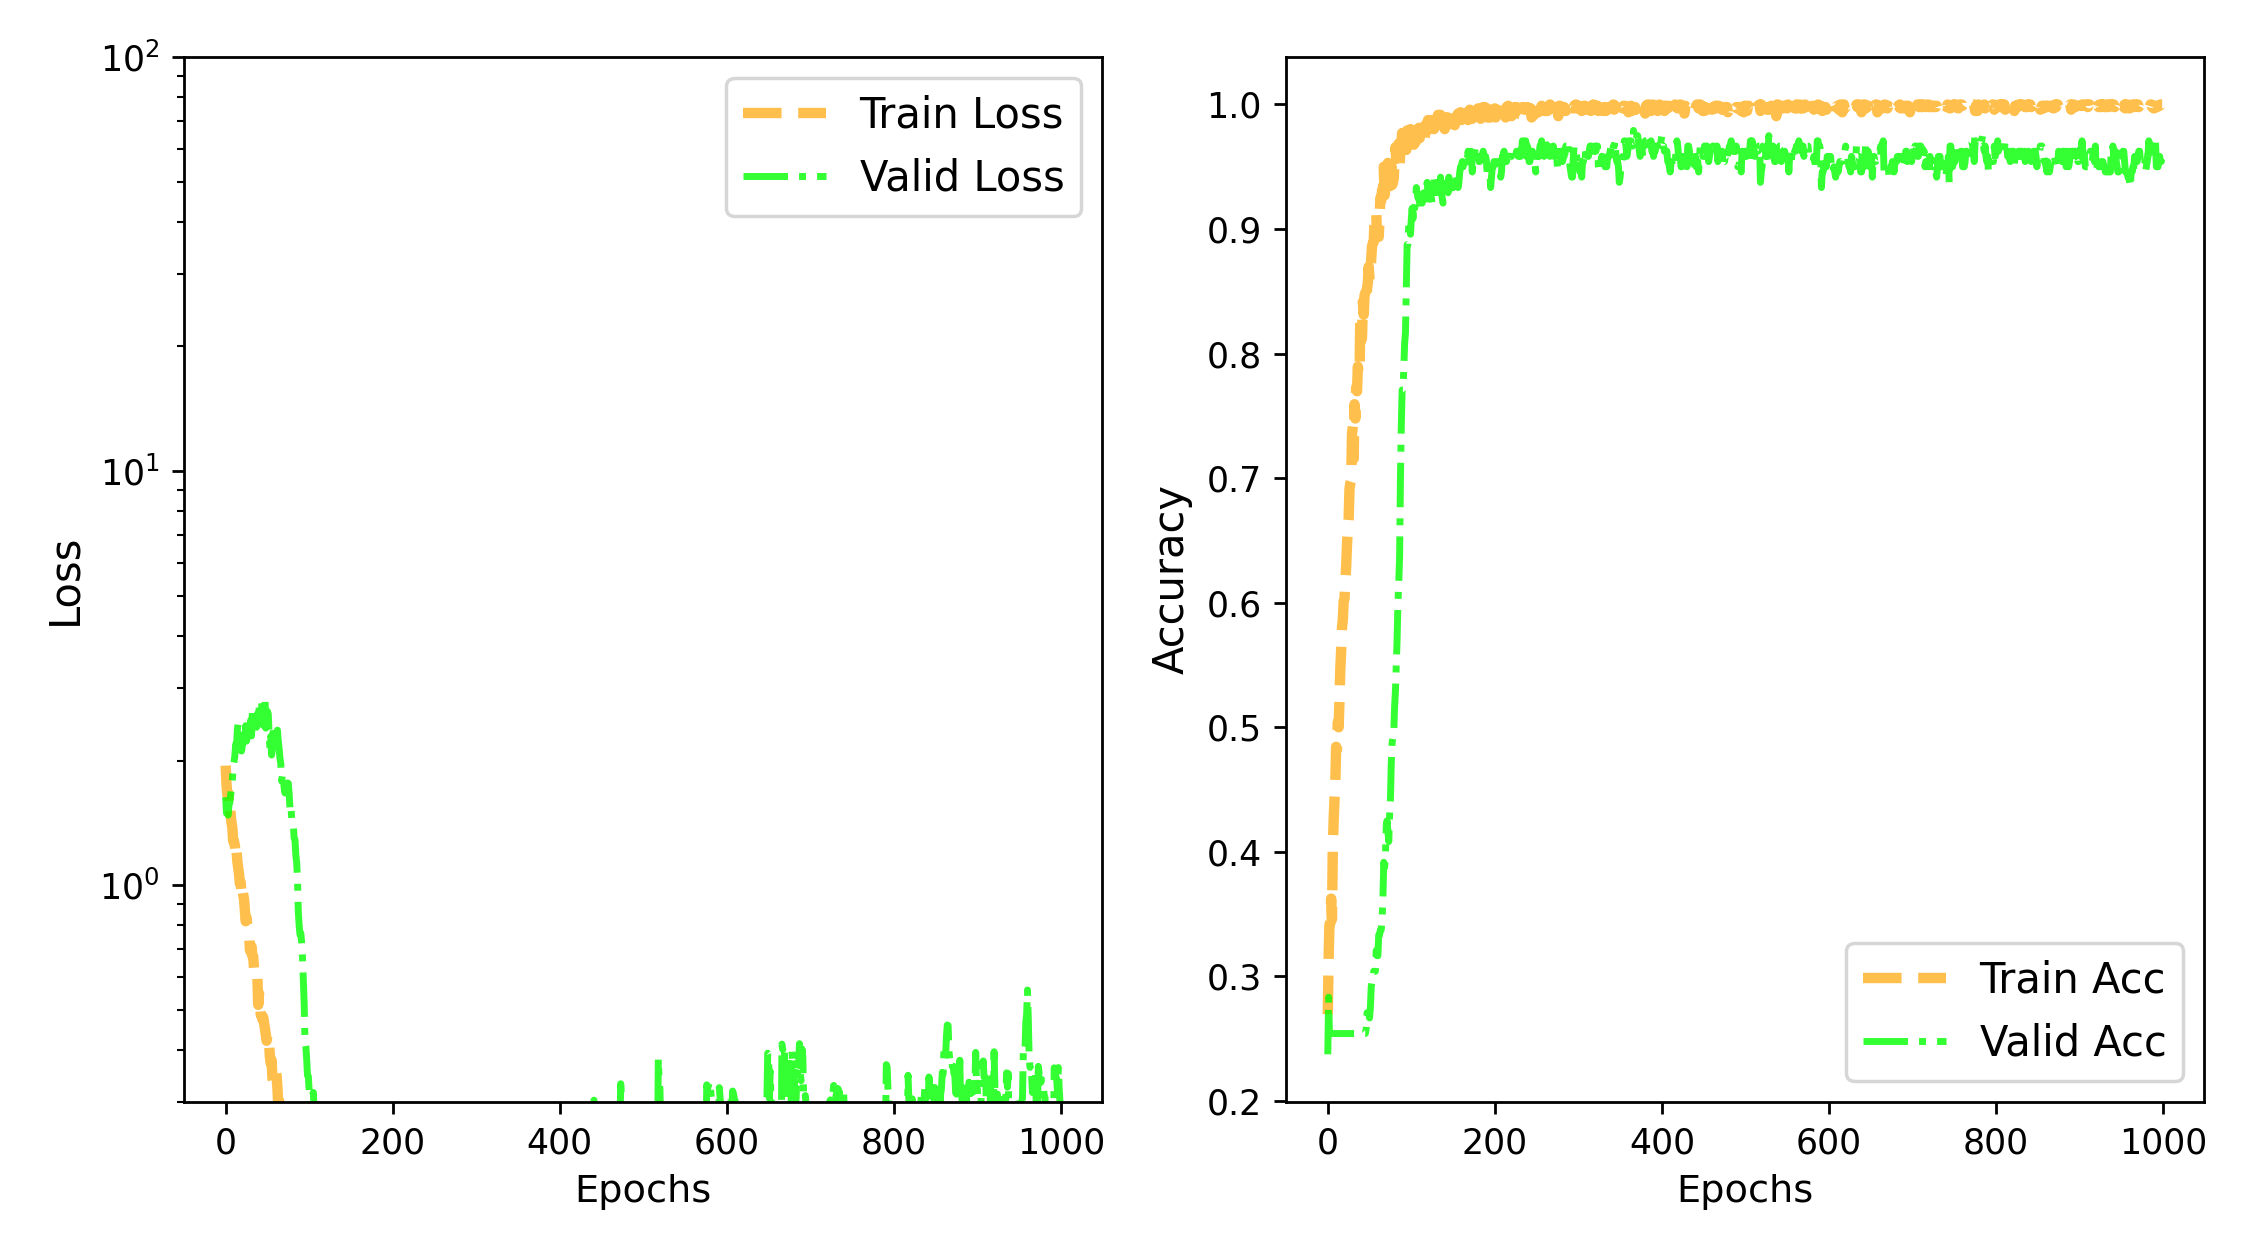 10²
10¹
10⁰
Loss
Train Loss
Valid Loss
0 200 400 600 800 1000
Epochs
1.0
0.9
0.8
0.7
0.6
0.5
0.4
0.3
0.2
Accuracy
Train Acc
Valid Acc
0 200 400 600 800 1000
Epochs